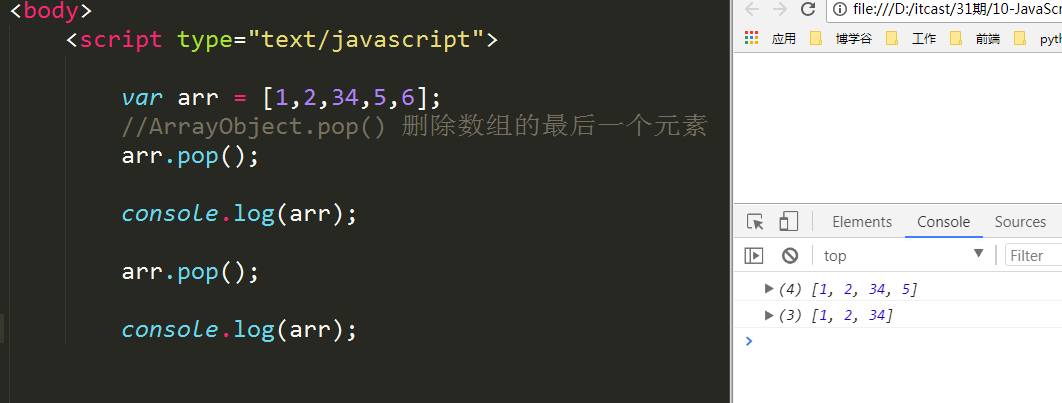 <body>
<script type="text/javascript">
var arr = [1,2,34,5,6];
//ArrayObject.pop() 删除数组的最后一个元素
arr.pop();
console.log(arr);
arr.pop();
console.log(arr);
file:///D:/itcast/31期/10-JavaScri
应用 博学谷 工作 前端 pyth
Elements Console Sources
top Filter
(4) [1, 2, 34, 5]
(3) [1, 2, 34]